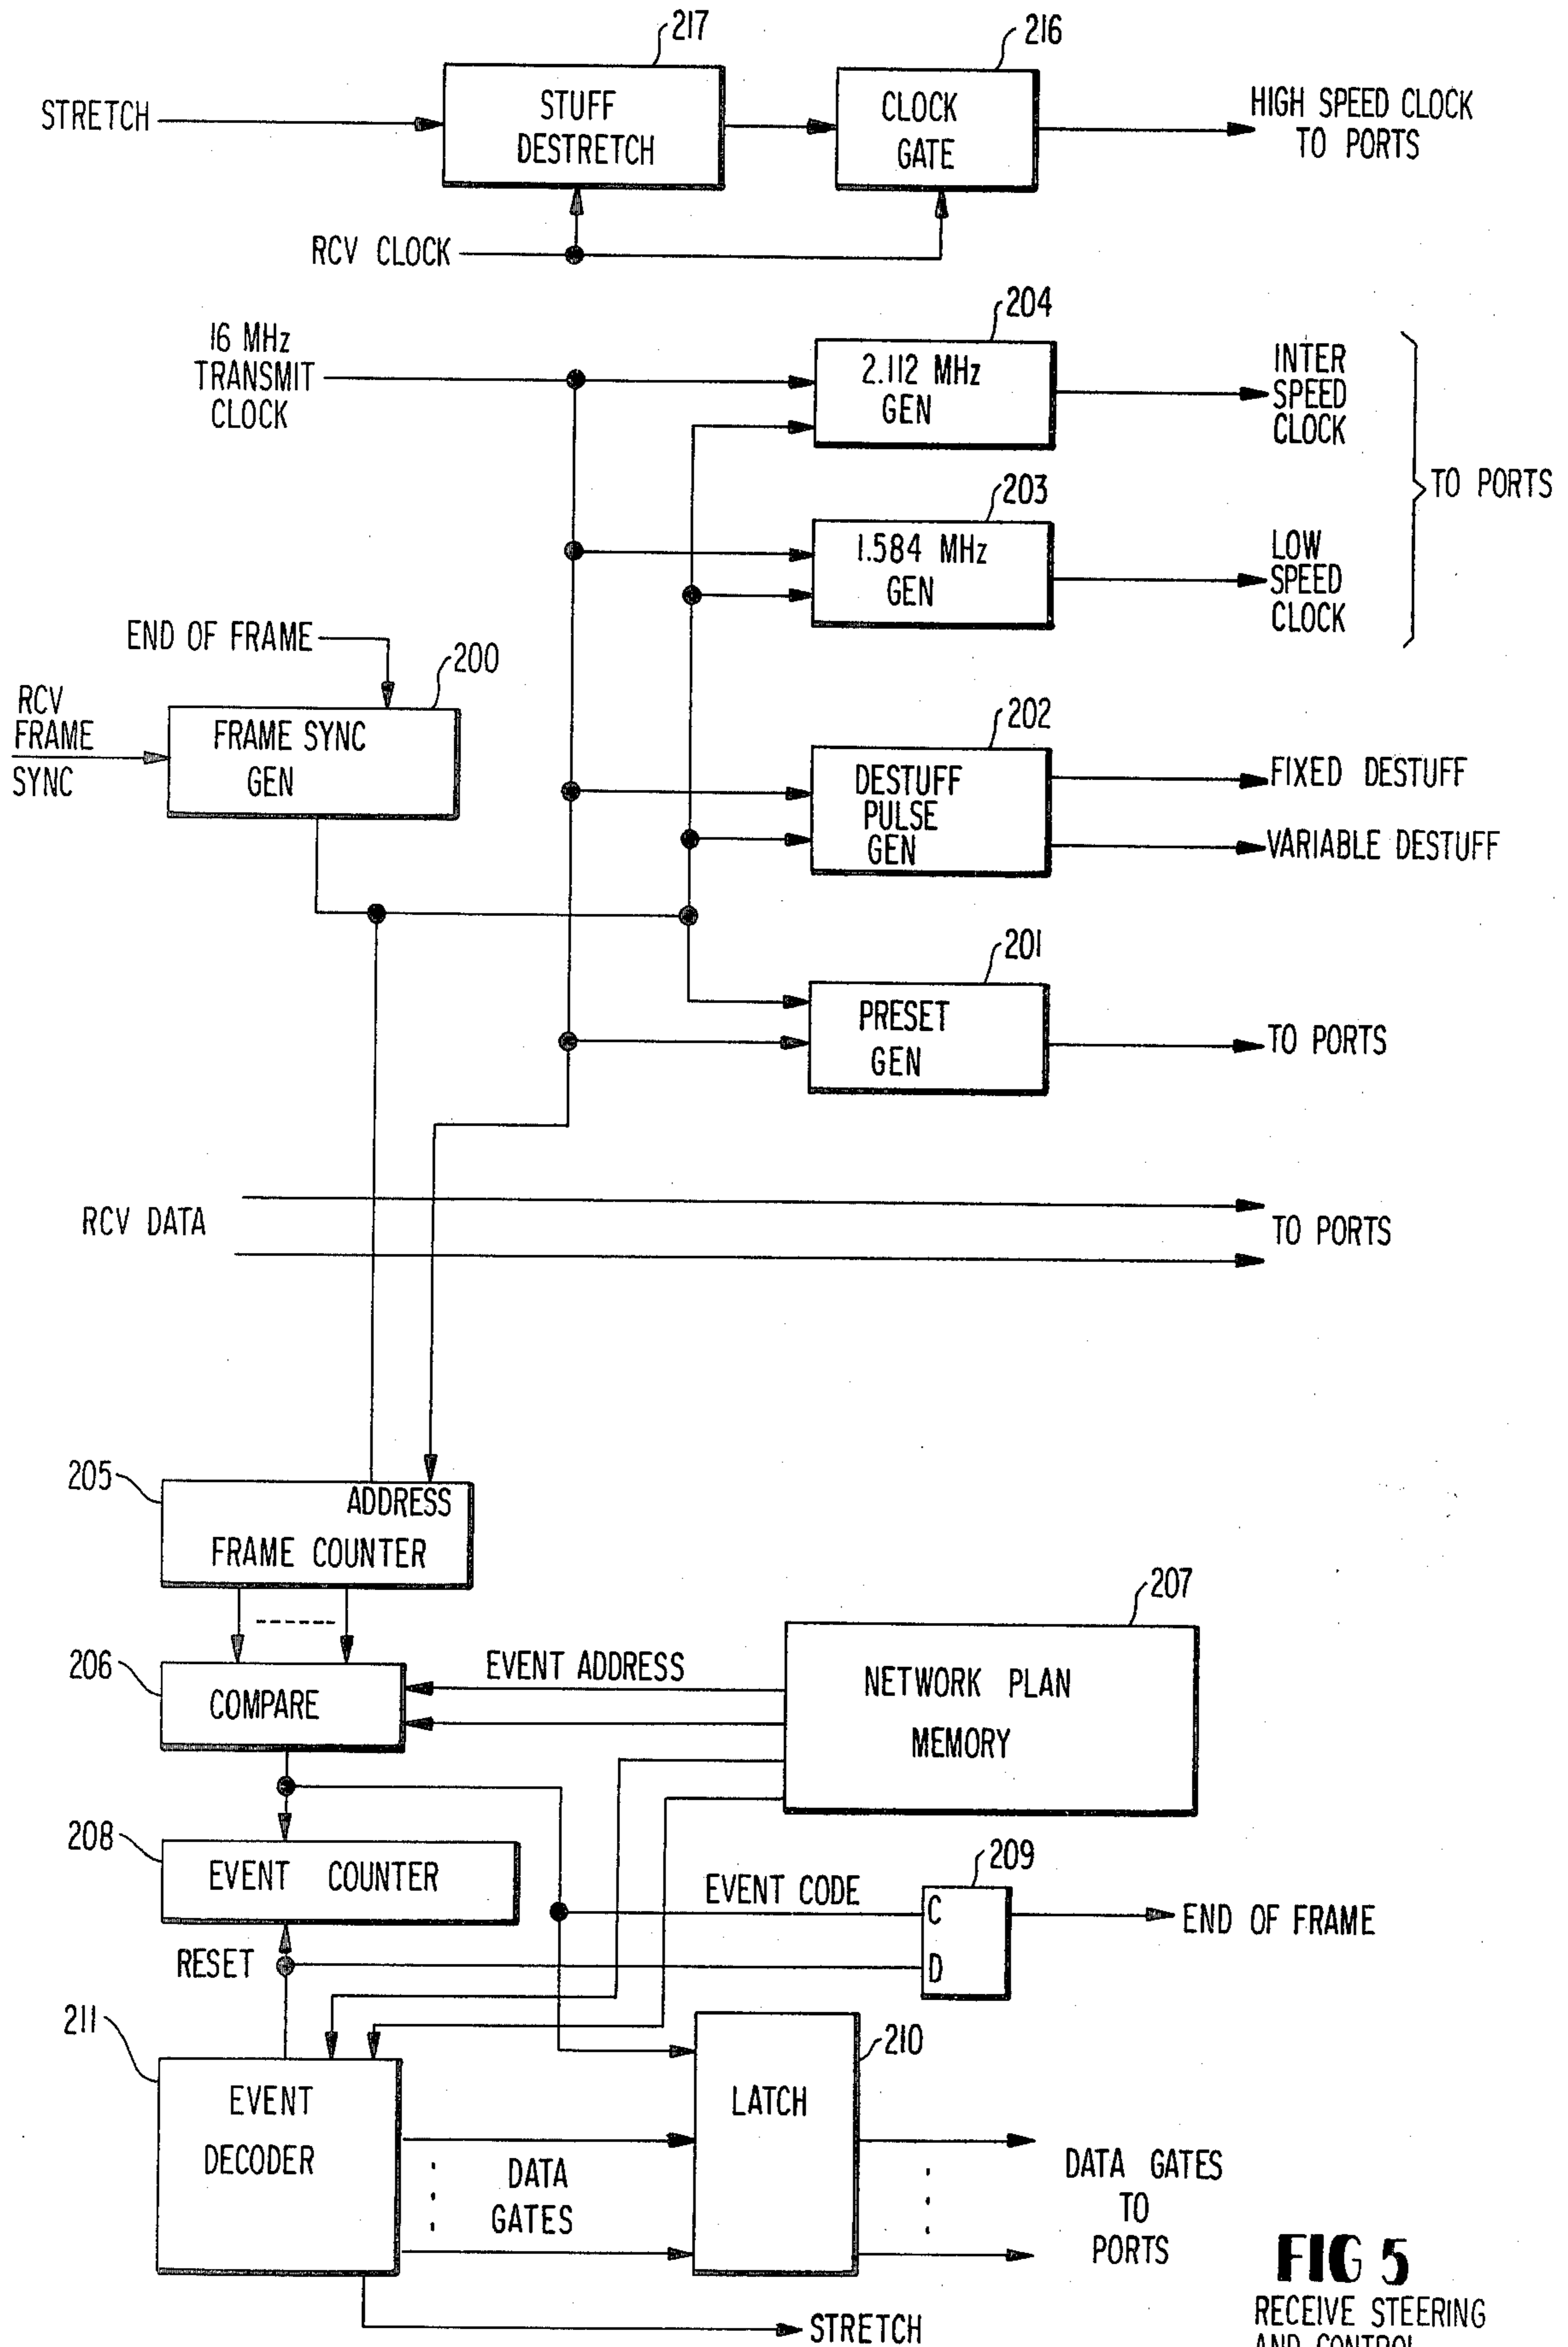 217
216
STRETCH
STUFF
DESTRETCH
CLOCK
GATE
HIGH SPEED CLOCK
TO PORTS
RCV CLOCK
204
16 MHz
TRANSMIT
CLOCK
2.112 MHz
GEN
INTER
SPEED
CLOCK
203
TO PORTS
1.584 MHz
GEN
LOW
SPEED
CLOCK
END OF FRAME
200
RCV
FRAME
SYNC
FRAME SYNC
GEN
202
DESTUFF
PULSE
GEN
FIXED DESTUFF
VARIABLE DESTUFF
201
PRESET
GEN
TO PORTS
RCV DATA
TO PORTS
205
ADDRESS
FRAME COUNTER
207
206
COMPARE
EVENT ADDRESS
NETWORK PLAN
MEMORY
208
EVENT COUNTER
209
EVENT CODE
C
END OF FRAME
RESET
D
211
210
EVENT
DECODER
LATCH
DATA
GATES
DATA GATES
TO
PORTS
STRETCH
FIG 5
RECEIVE STEERING
AND CONTROL